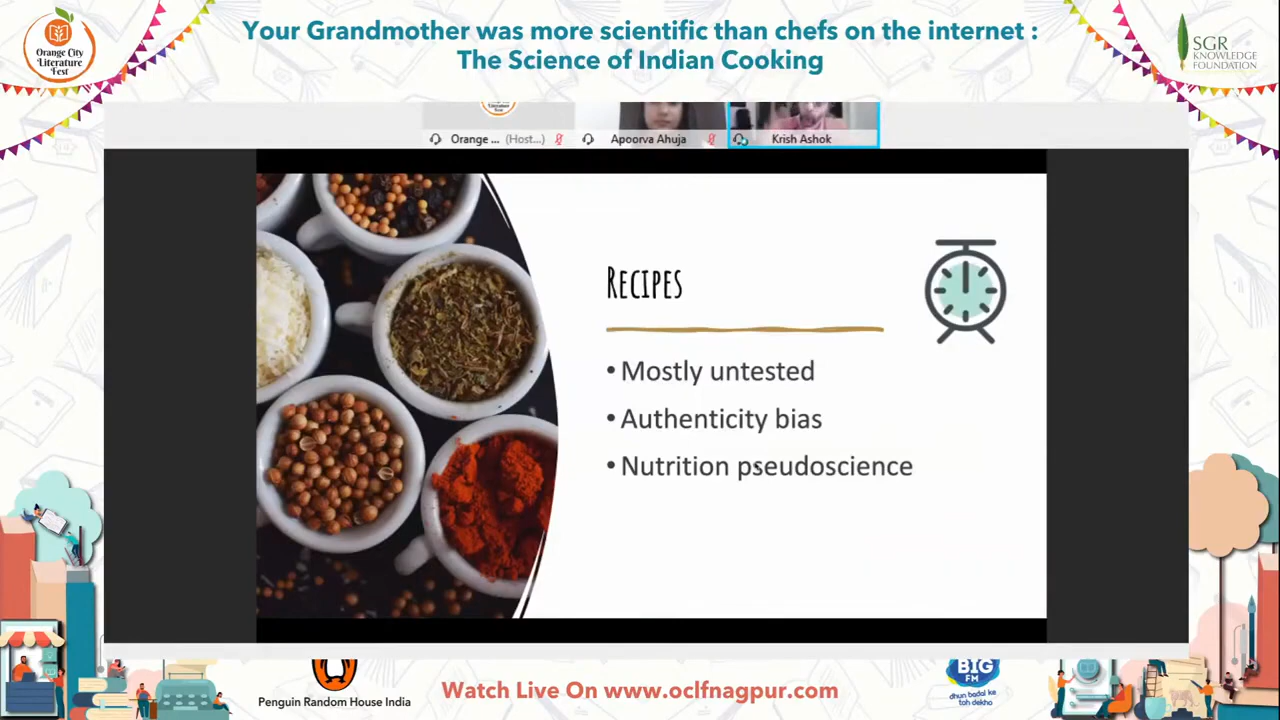 Your Grandmother was more scientific than chefs on the internet :
The Science of Indian Cooking
Orange City
Literature
Fest
SGR
KNOWLEDGE
FOUNDATION
Orange ... (Host...)
Apoorva Ahuja
Krish Ashok
RECIPES
• Mostly untested
• Authenticity bias
• Nutrition pseudoscience
Penguin Random House India
Watch Live On www.oclfnagpur.com
BIG
FM
dhun badal ke
toh dekho